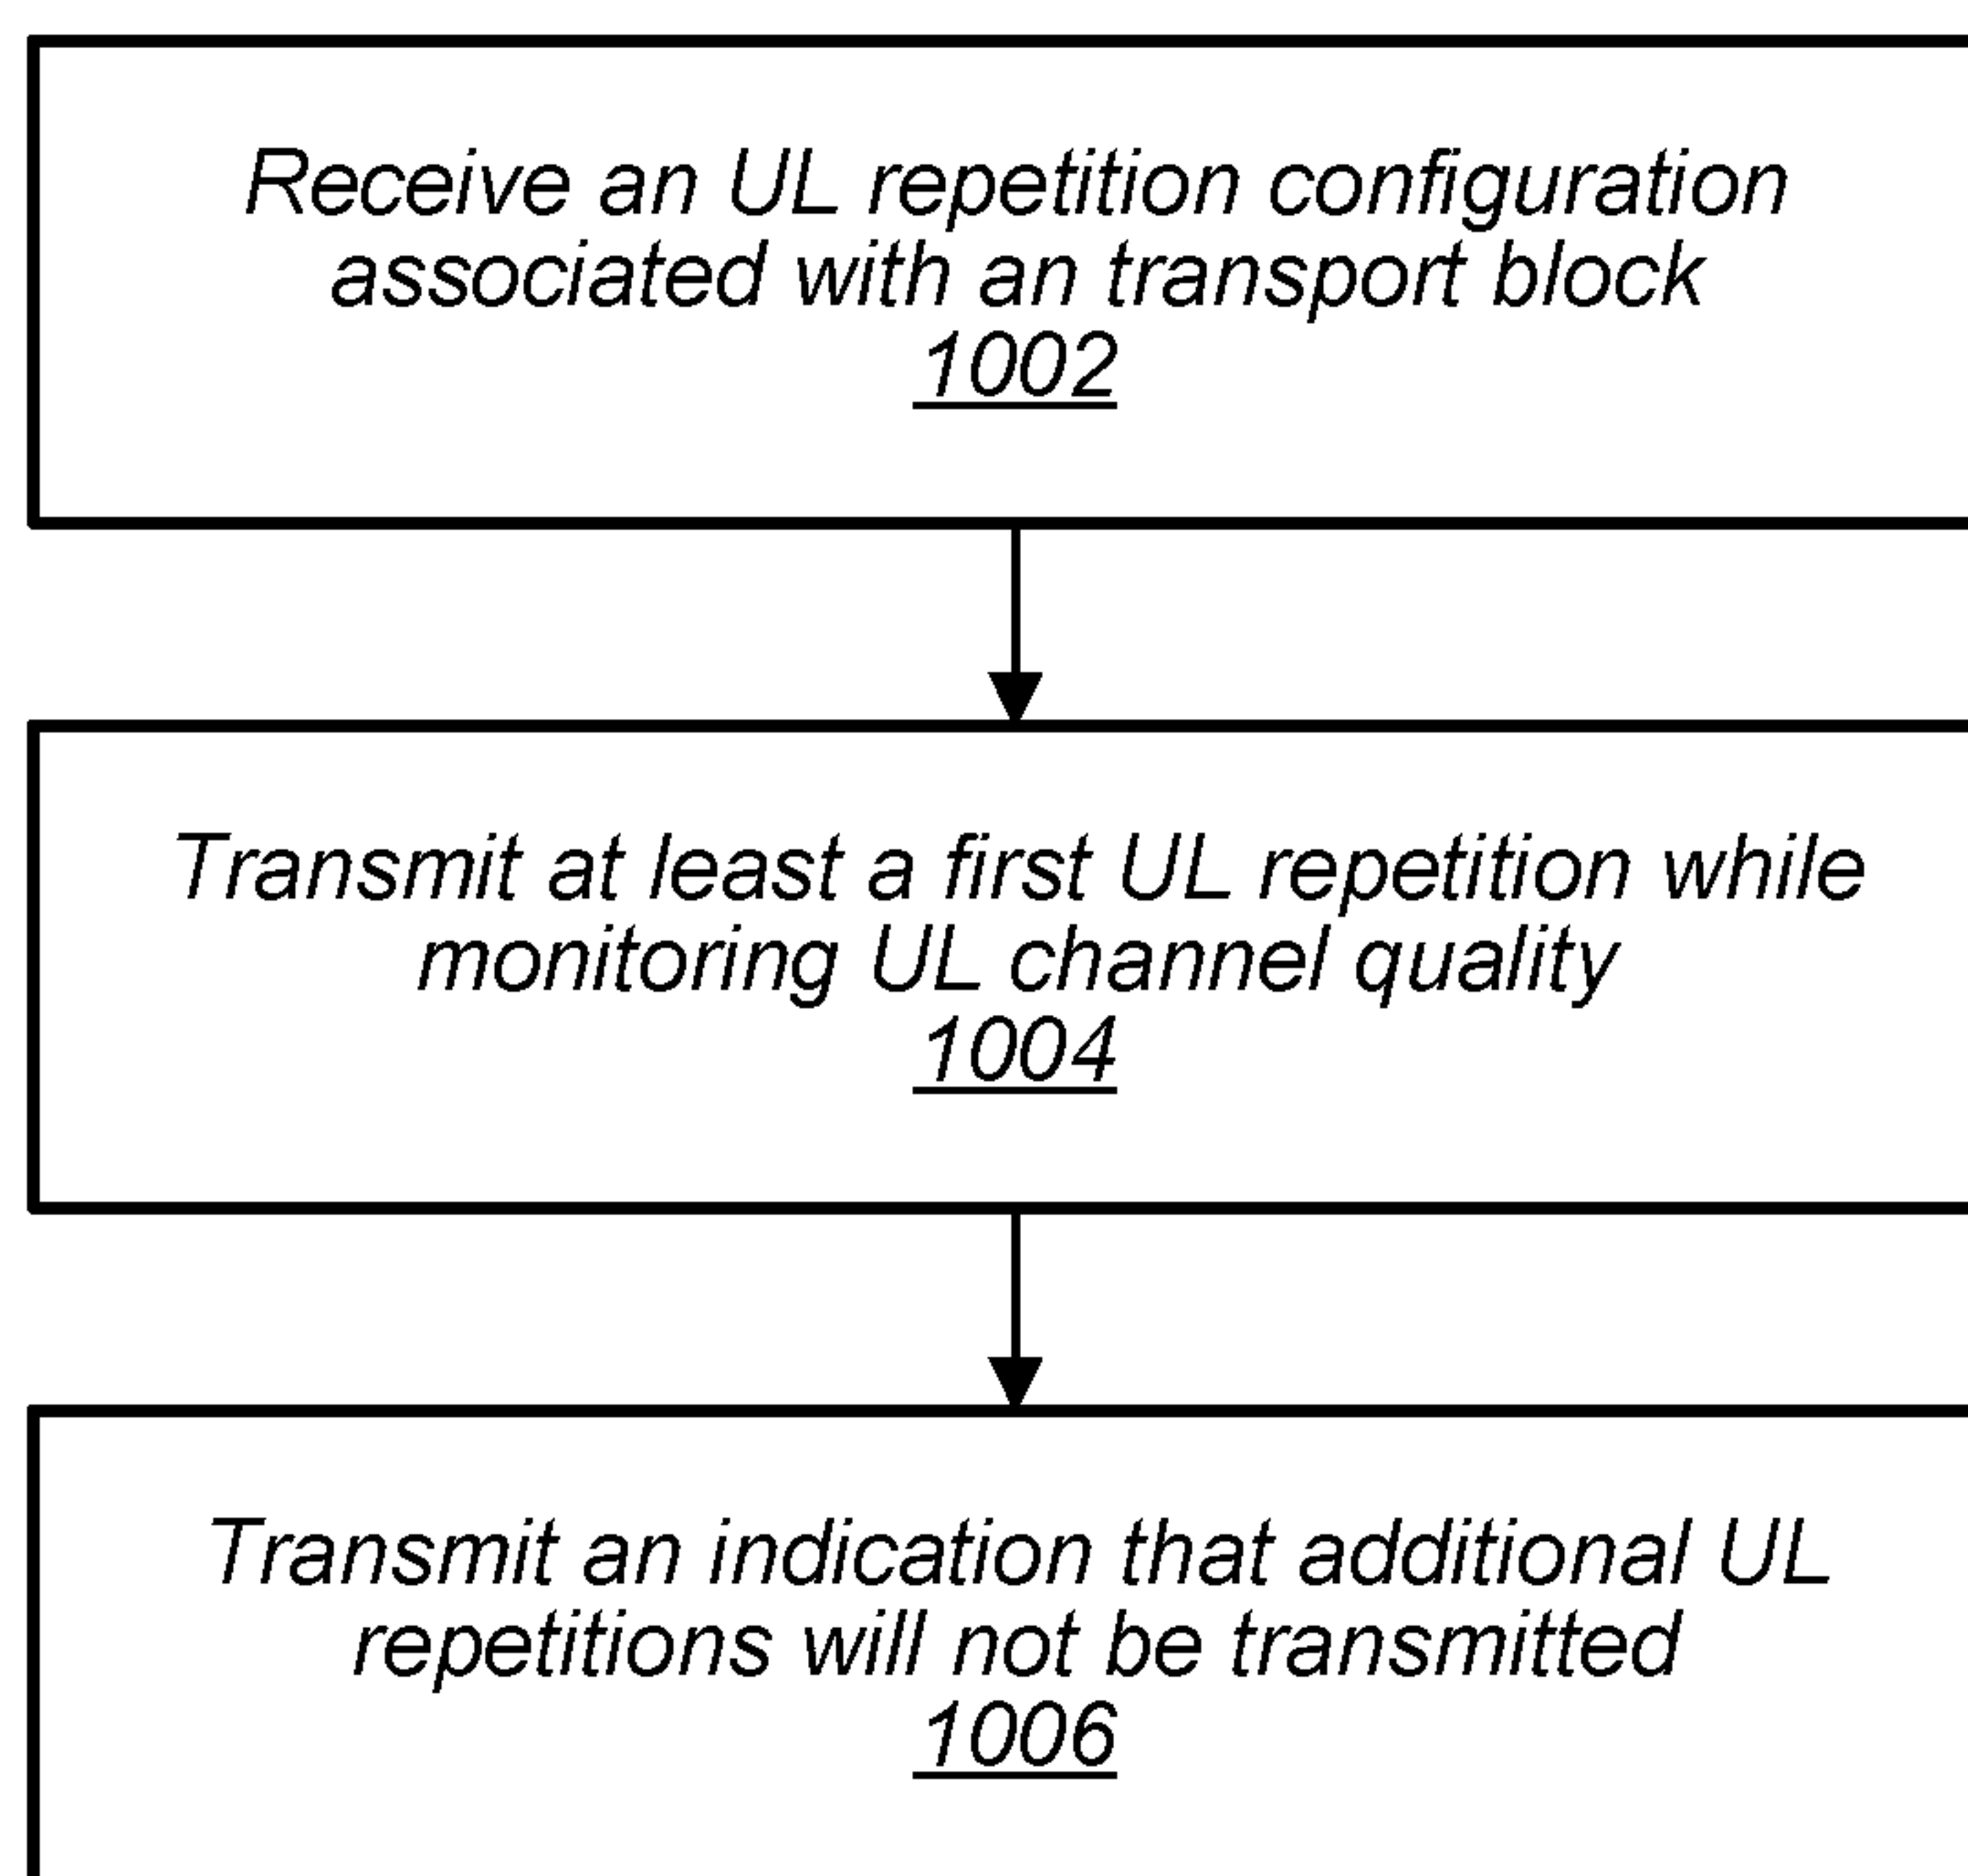 Receive an UL repetition configuration
associated with an transport block
1002
Transmit at least a first UL repetition while
monitoring UL channel quality
1004
Transmit an indication that additional UL
repetitions will not be transmitted
1006